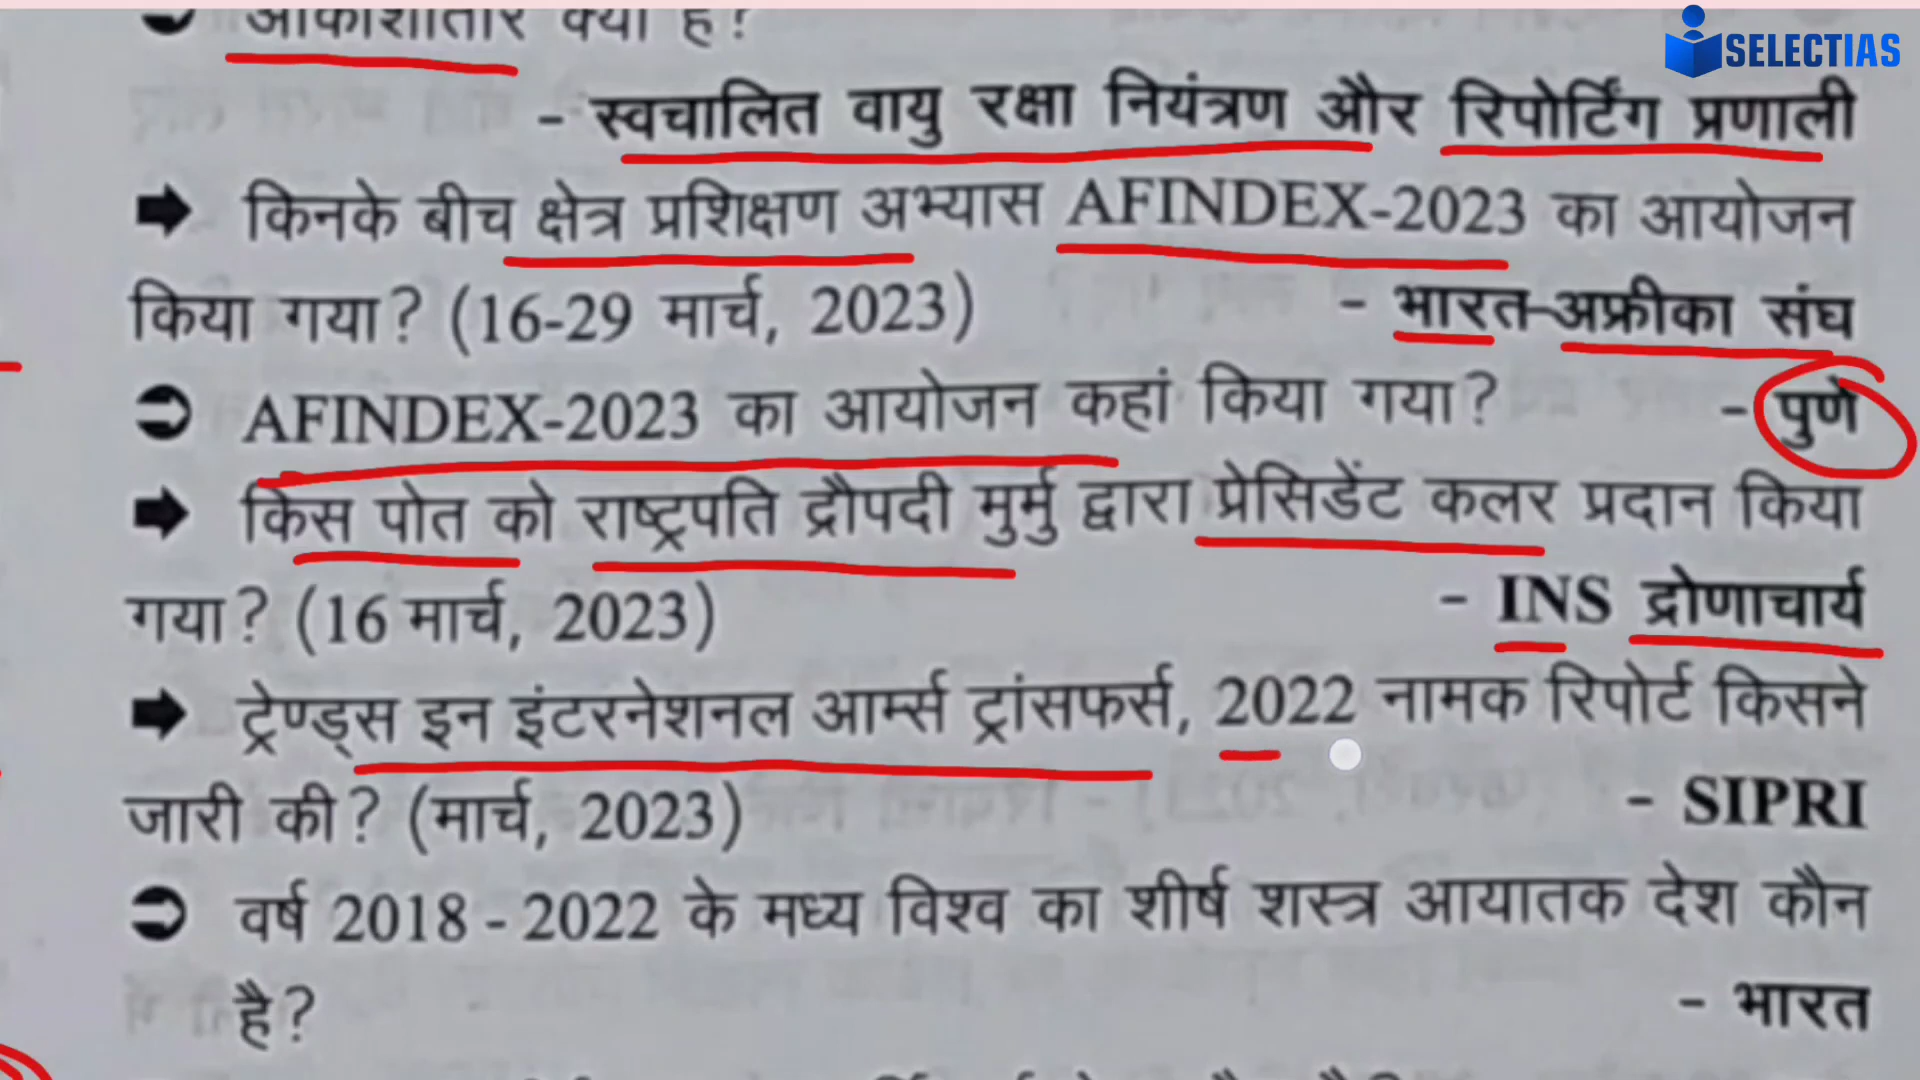 SELECTIAS
आकाशतीर क्या है?
- स्वचालित वायु रक्षा नियंत्रण और रिपोर्टिंग प्रणाली
किनके बीच क्षेत्र प्रशिक्षण अभ्यास AFINDEX-2023 का आयोजन
किया गया? (16-29 मार्च, 2023) - भारत-अफ्रीका संघ
AFINDEX-2023 का आयोजन कहां किया गया? - पुणे
किस पोत को राष्ट्रपति द्रौपदी मुर्मु द्वारा प्रेसिडेंट कलर प्रदान किया
गया? (16 मार्च, 2023) - INS द्रोणाचार्य
ट्रेण्ड्स इन इंटरनेशनल आर्म्स ट्रांसफर्स, 2022 नामक रिपोर्ट किसने
जारी की? (मार्च, 2023) - SIPRI
वर्ष 2018 - 2022 के मध्य विश्व का शीर्ष शस्त्र आयातक देश कौन
है? - भारत